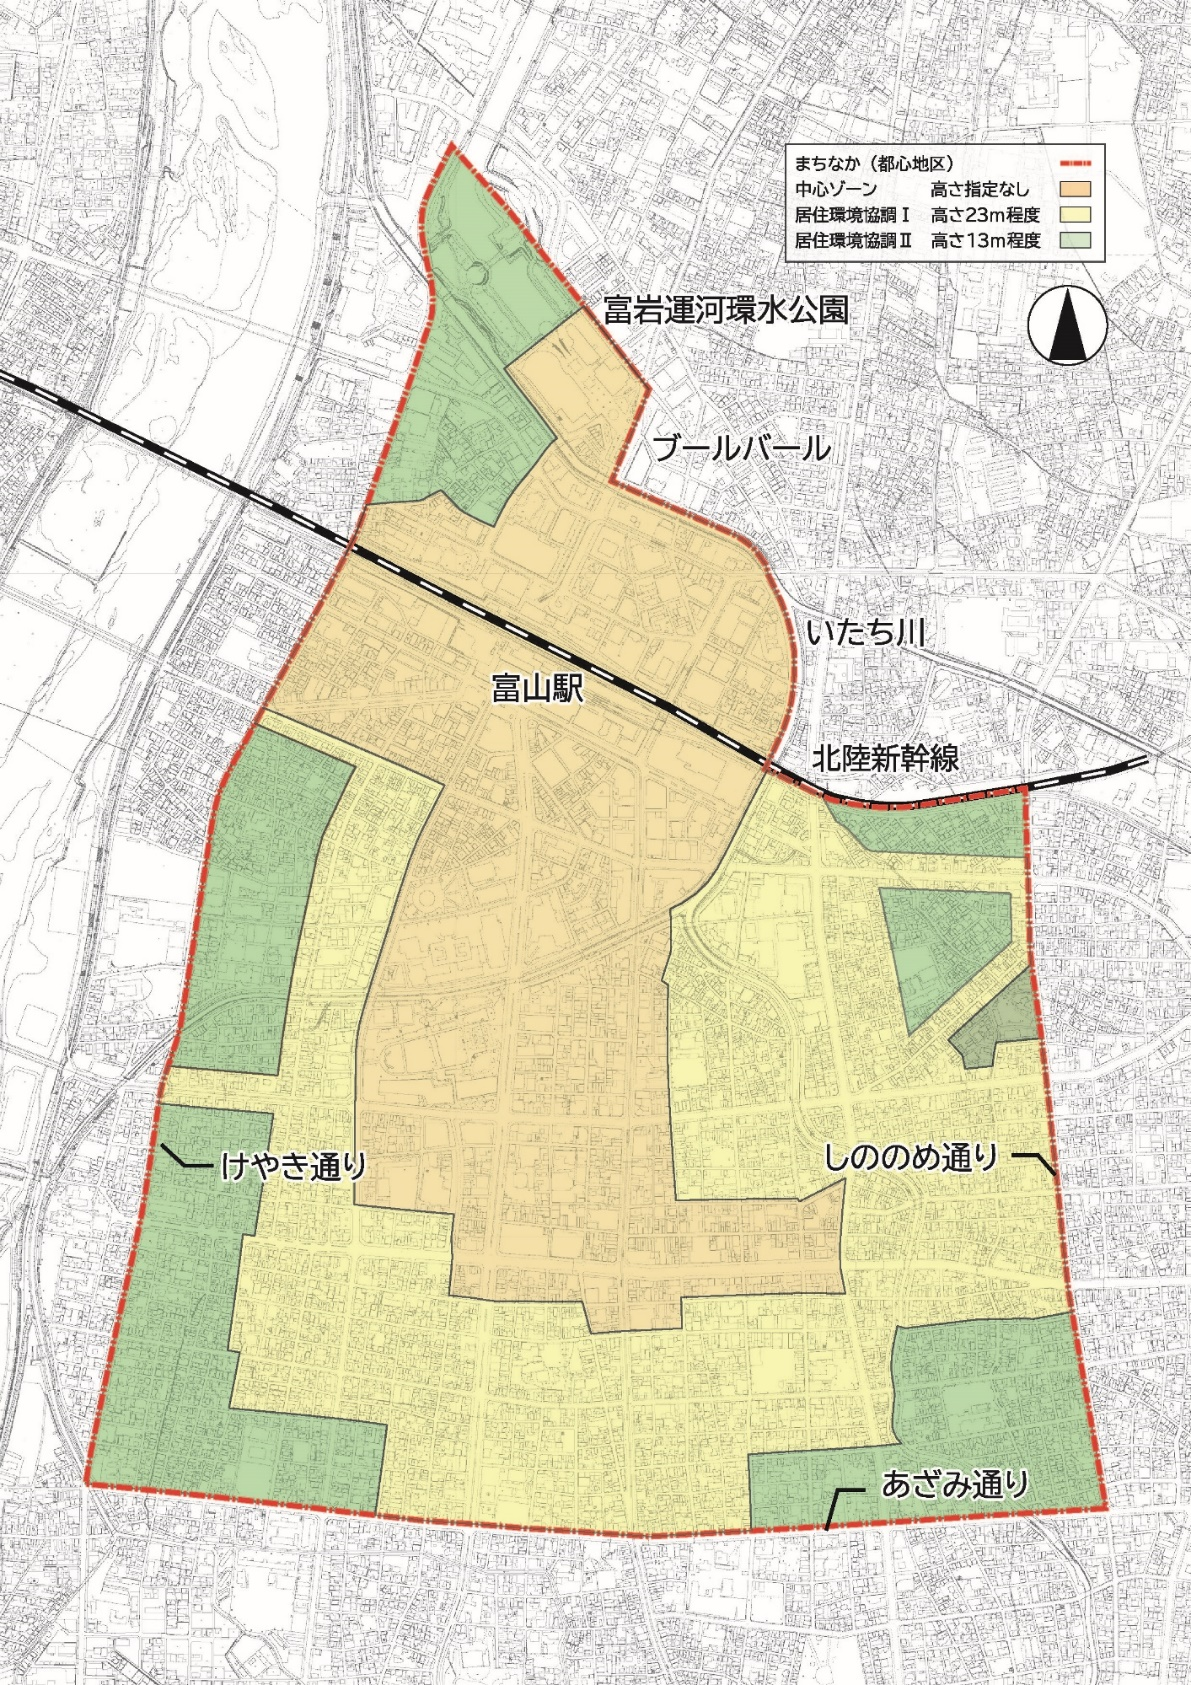 まちなか（都心地区）
中心ゾーン　高さ指定なし
居住環境協調Ⅰ　高さ23m程度
居住環境協調Ⅱ　高さ13m程度
富岩運河環水公園
ブールバール
いたち川
富山駅
北陸新幹線
けやき通り
しののめ通り
あざみ通り